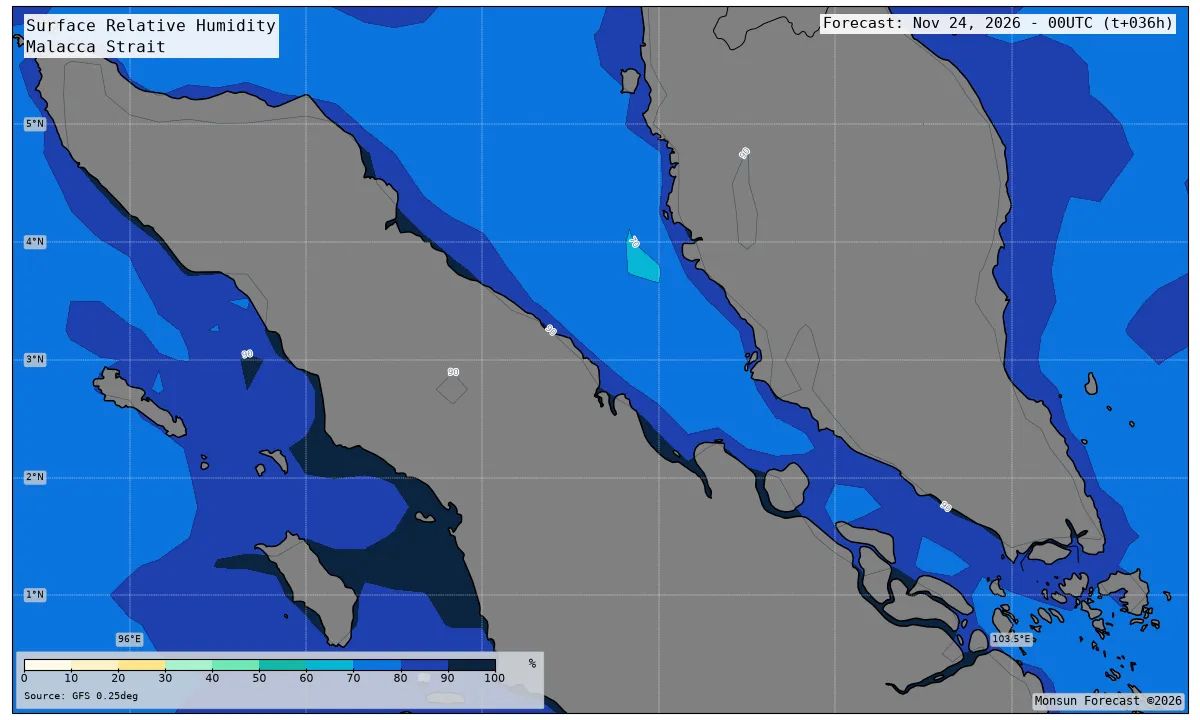 Surface Relative Humidity
Malacca Strait
Forecast: Nov 24, 2026 - 00UTC (t+036h)
5°N
90
4°N
70
90
3°N
90
90
2°N
90
1°N
96°E
103.5°E
%
0 10 20 30 40 50 60 70 80 90 100
Source: GFS 0.25deg
Monsun Forecast ©2026